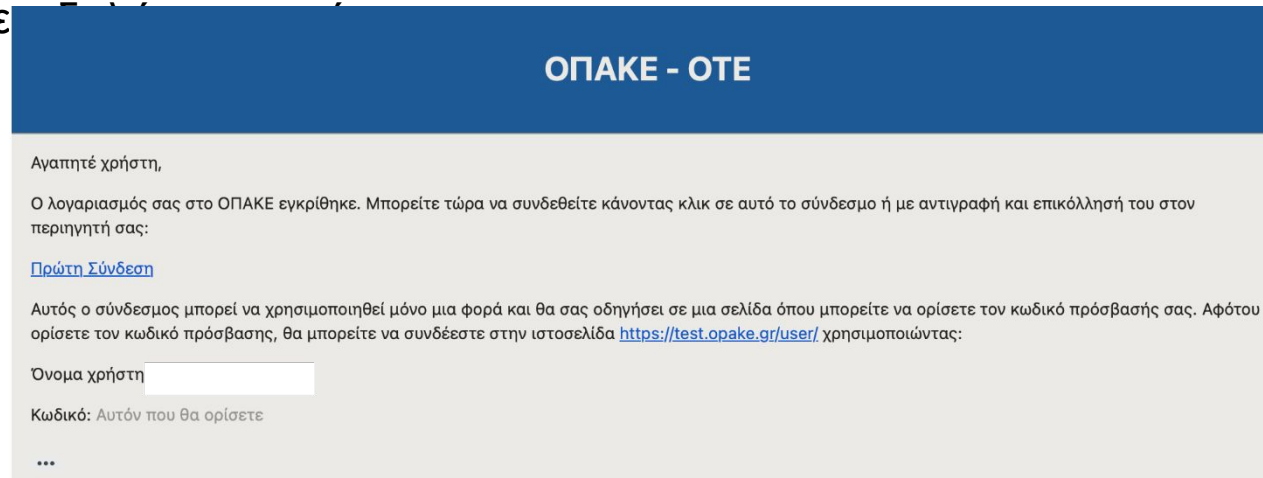 ΟΠΑΚΕ - ΟΤΕ
Αγαπητέ χρήστη,
Ο λογαριασμός σας στο ΟΠΑΚΕ εγκρίθηκε. Μπορείτε τώρα να συνδεθείτε κάνοντας κλικ σε αυτό το σύνδεσμο ή με αντιγραφή και επικόλλησή του στον
περιηγητή σας:
Πρώτη Σύνδεση
Αυτός ο σύνδεσμος μπορεί να χρησιμοποιηθεί μόνο μια φορά και θα σας οδηγήσει σε μια σελίδα όπου μπορείτε να ορίσετε τον κωδικό πρόσβασής σας. Αφότου
ορίσετε τον κωδικό πρόσβασης, θα μπορείτε να συνδέεστε στην ιστοσελίδα https://test.opake.gr/user/ χρησιμοποιώντας:
Όνομα χρήστη
Κωδικό: Αυτόν που θα ορίσετε
...